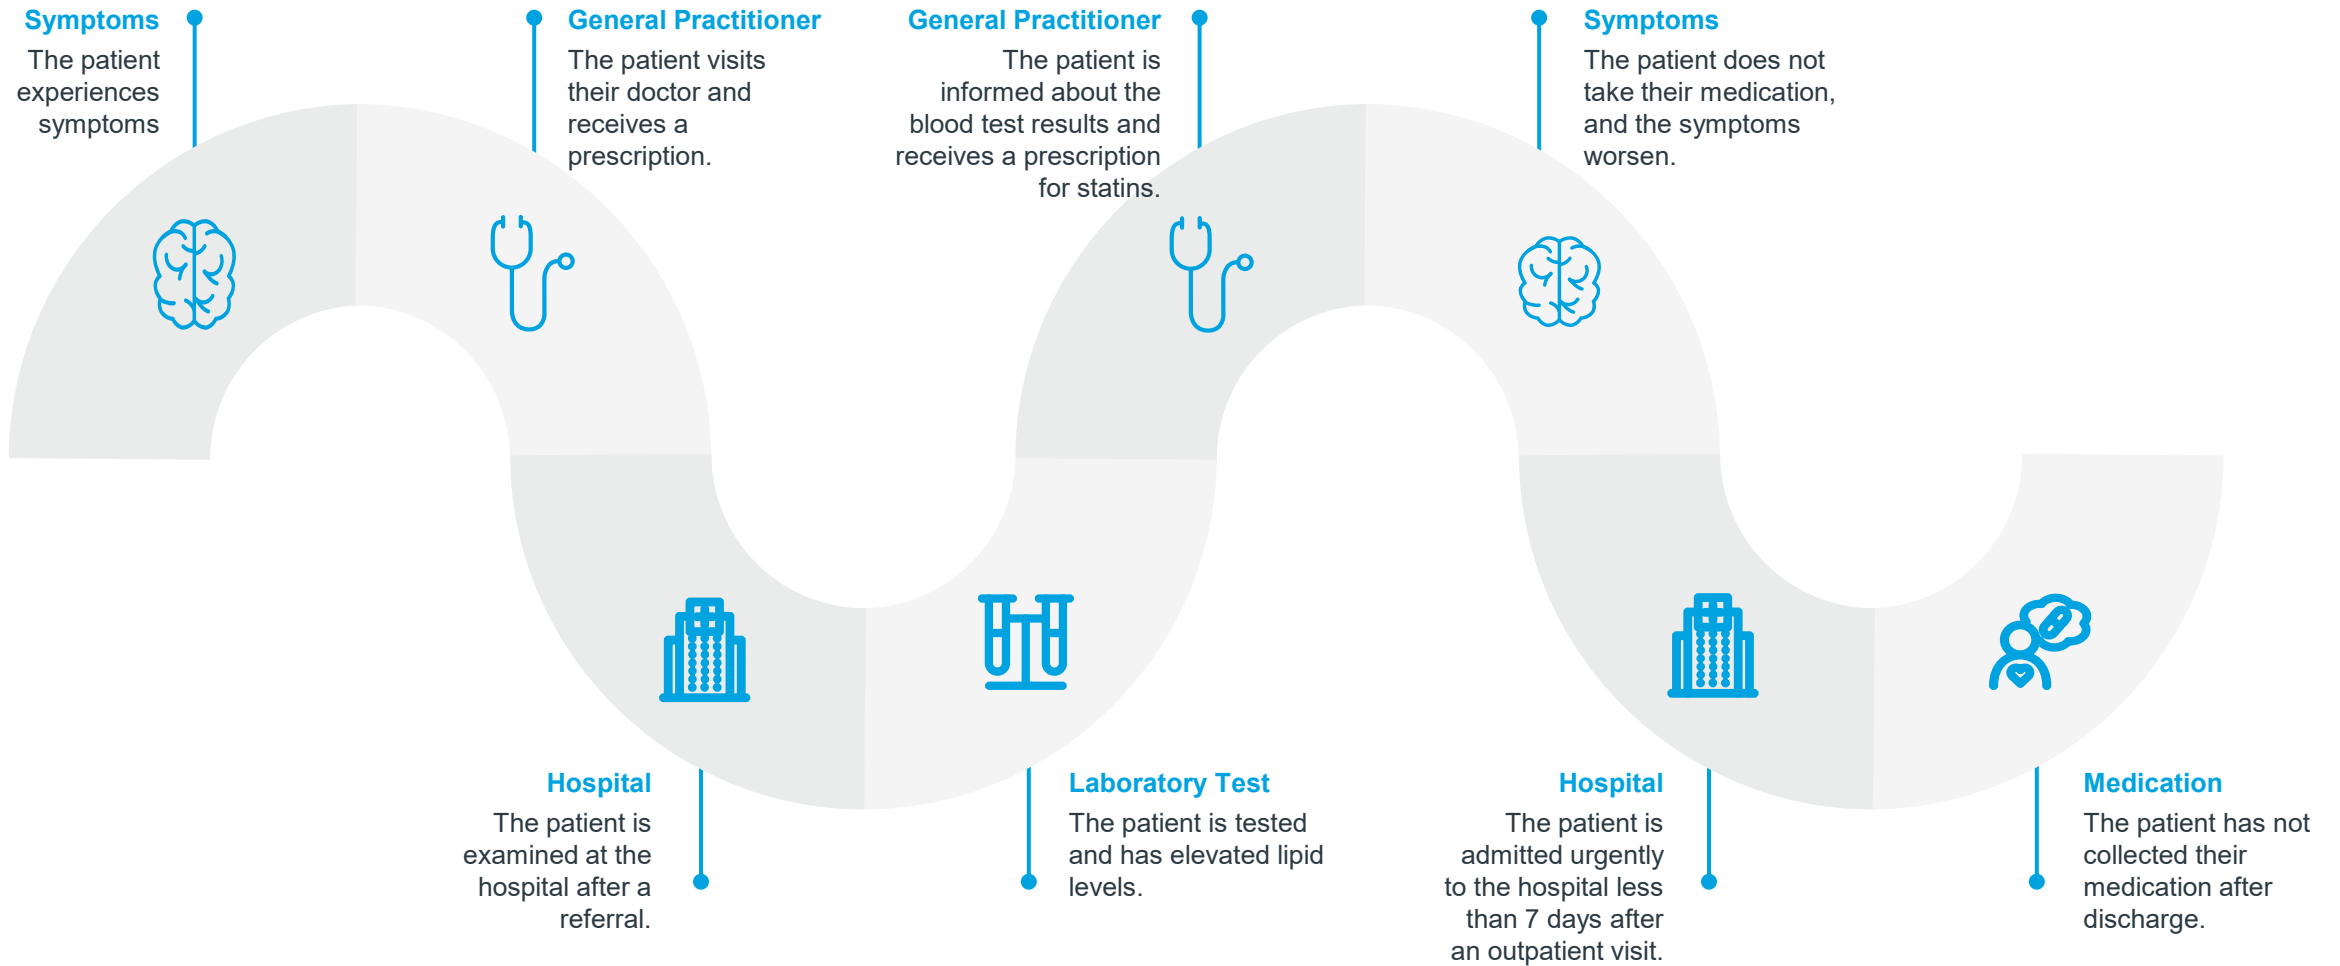 Symptoms
The patient
experiences
symptoms
General Practitioner
The patient visits
their doctor and
receives a
prescription.
Hospital
The patient is
examined at the
hospital after a
referral.
Laboratory Test
The patient is tested
and has elevated lipid
levels.
General Practitioner
The patient is
informed about the
blood test results and
receives a prescription
for statins.
Symptoms
The patient does not
take their medication,
and the symptoms
worsen.
Hospital
The patient is
admitted urgently
to the hospital less
than 7 days after
an outpatient visit.
Medication
The patient has not
collected their
medication after
discharge.